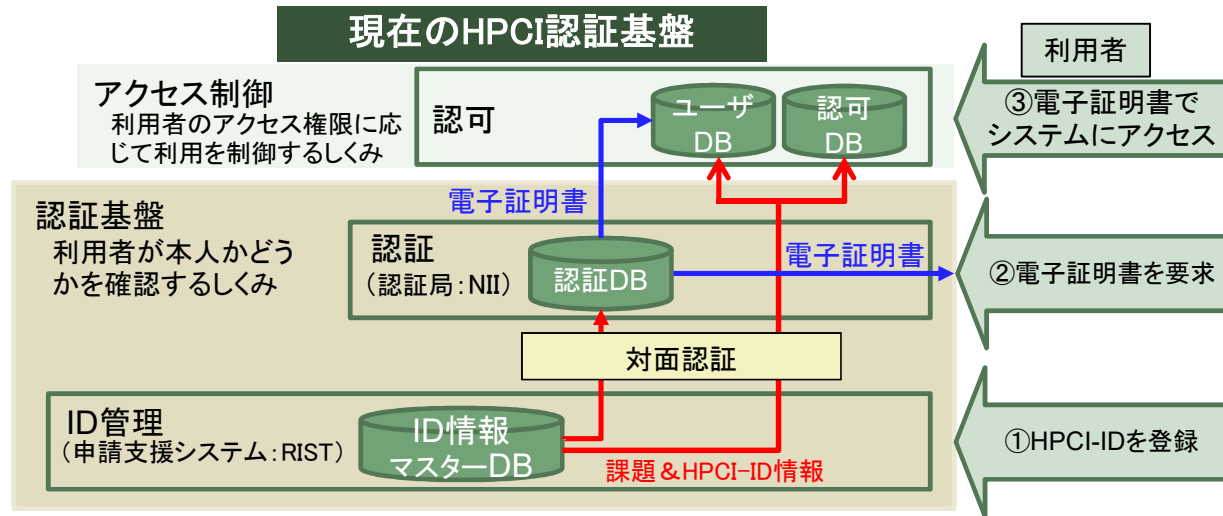 現在のHPCI認証基盤
利用者
アクセス制御
利用者のアクセス権限に応
じて利用を制御するしくみ
認可
ユーザ
DB
認可
DB
③電子証明書で
システムにアクセス
認証基盤
利用者が本人かどう
かを確認するしくみ
電子証明書
認証
(認証局:NII)
認証DB
電子証明書
②電子証明書を要求
対面認証
ID管理
(申請支援システム:RIST)
ID情報
マスターDB
課題&HPCI-ID情報
①HPCI-IDを登録